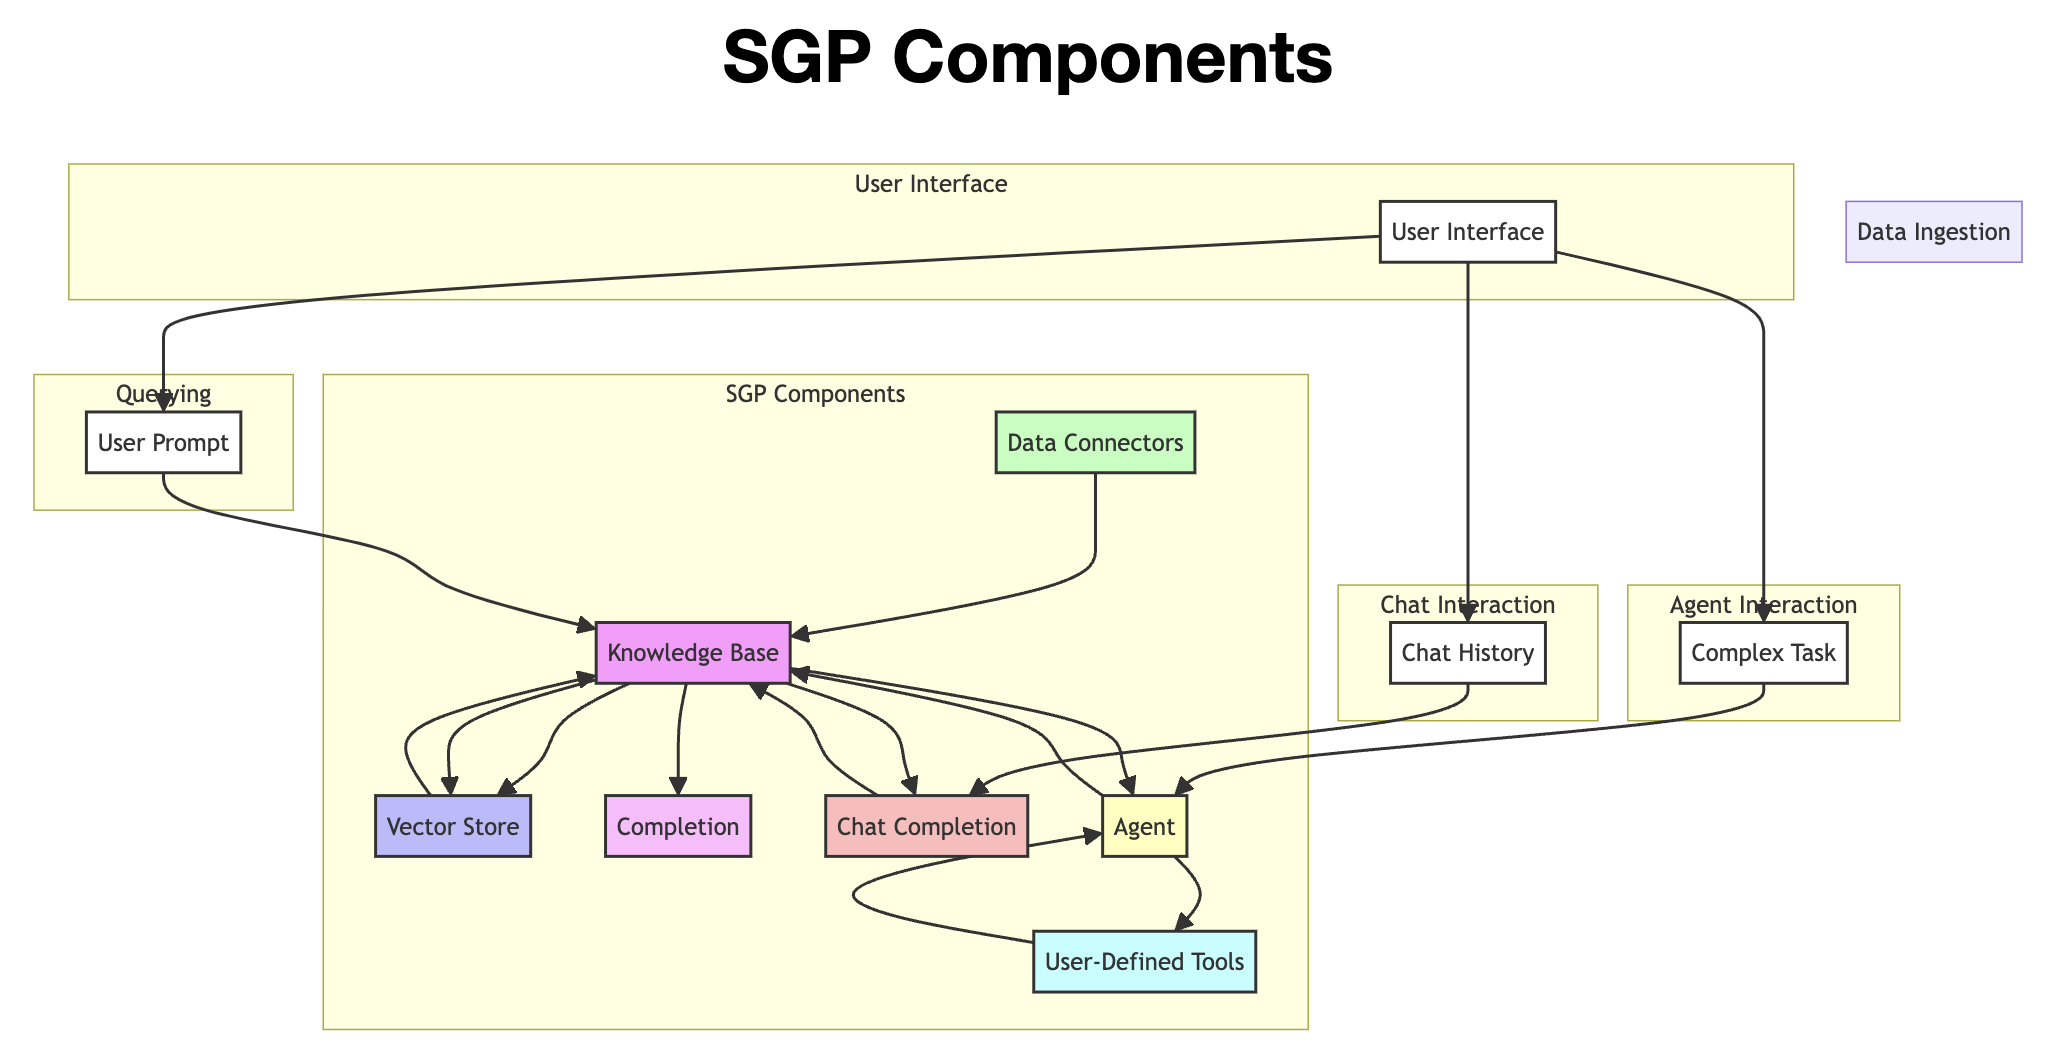 SGP Components
User Interface
User Interface
Data Ingestion
Querying
User Prompt
SGP Components
Data Connectors
Chat Interaction
Agent Interaction
Knowledge Base
Chat History
Complex Task
Vector Store
Completion
Chat Completion
Agent
User-Defined Tools